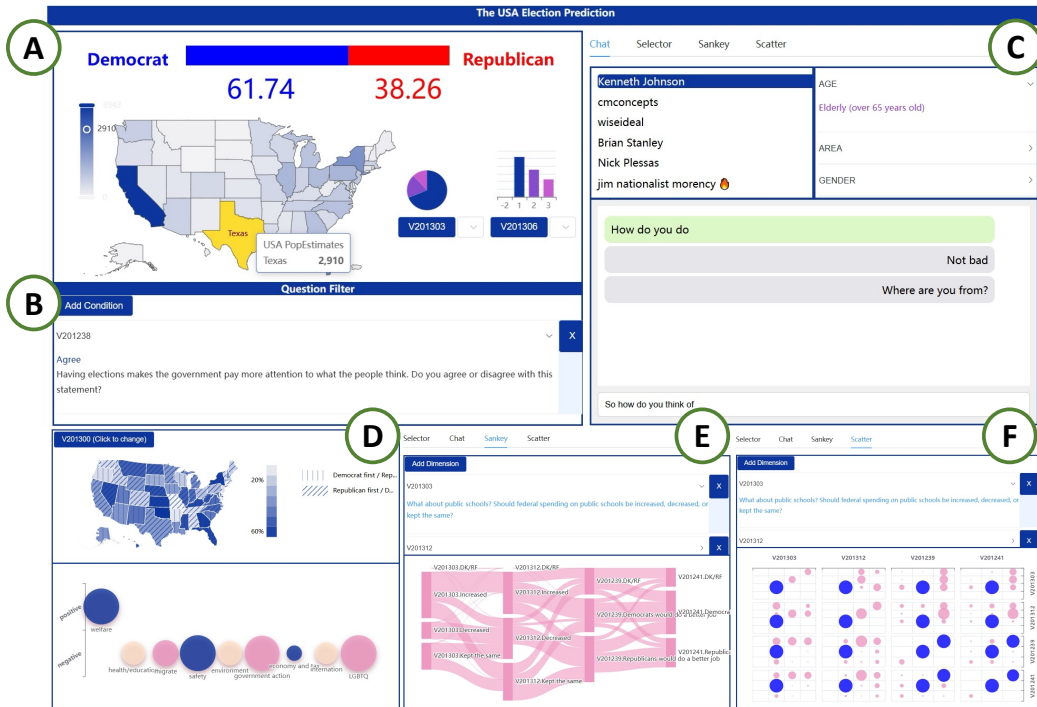 The USA Election Prediction
A
Democrat
Republican
61.74
38.26
2910
0
Texas
USA PopEstimates
Texas 2,910
-2 1 2 3
V201303
V201306
Question Filter
B
Add Condition
V201238
X
Agree
Having elections makes the government pay more attention to what the people think. Do you agree or disagree with this
statement?
C
Chat Selector Sankey Scatter
Kenneth Johnson
cmconcepts
wiseideal
Brian Stanley
Nick Plessas
jim nationalist morency 🔥
AGE
Elderly (over 65 years old)
AREA
GENDER
How do you do
Not bad
Where are you from?
So how do you think of
D
V201300 (Click to change)
20%
60%
Democrat first / Rep...
Republican first / D...
positive
negative
welfare
health/education
migrate
safety
environment
government action
economy and tax
internation
LGBTQ
E
Selector Chat Sankey Scatter
Add Dimension
V201303
X
What about public schools? Should federal spending on public schools be increased, decreased, or
kept the same?
V201312
X
V201303.DK/RF
V201303.Increased
V201303.Decreased
V201303.Kept the same
V201312.DK/RF
V201312.Increased
V201312.Decreased
V201312.Kept the same
V201239.DK/RF
V201239.Democrats would do a better job
V201239.Republicans would do a better job
V201241.DK/RF
V201241.Democra
V201241.Republic
F
Selector Chat Sankey Scatter
Add Dimension
V201303
X
What about public schools? Should federal spending on public schools be increased, decreased, or
kept the same?
V201312
X
V201303 V201312 V201239 V201241
V201303
V201312
V201239
V201241